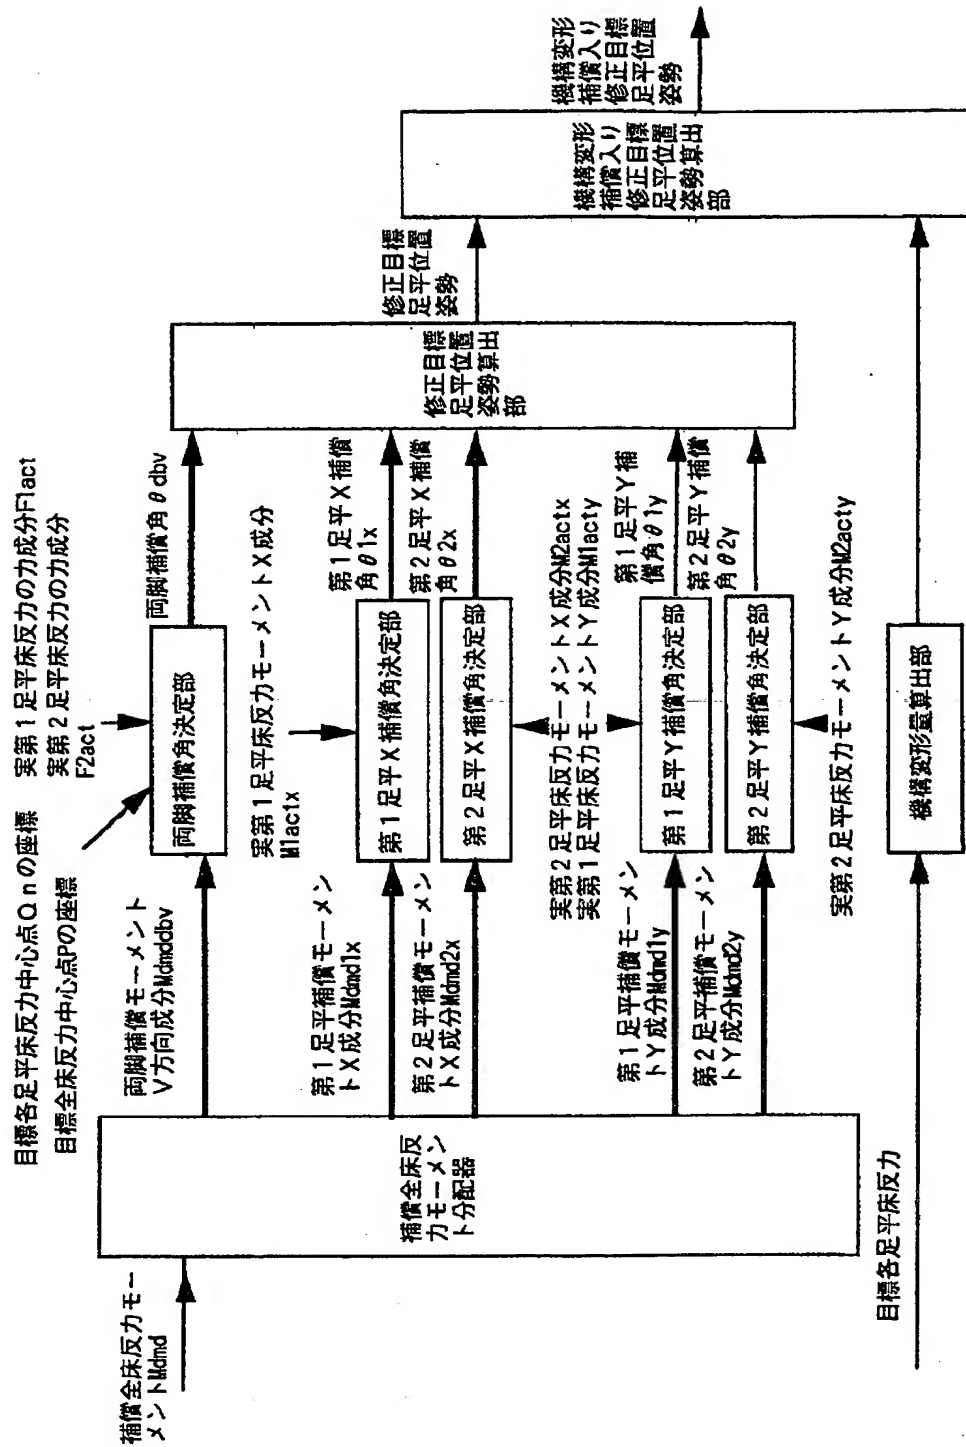 目標各足平床反力中心点Qnの座標
目標全床反力中心点Pの座標
実第1足平床反力の力成分F1act
実第2足平床反力の力成分
F2act
補償全床反力モー
メントMdmd
補償全床反
力モーメン
ト分配器
両脚補償モーメント
V方向成分Mdmddbv
両脚補償角決定部
両脚補償角θdbv
実第1足平床反力モーメントX成分
M1actx
第1足平補償モーメン
トX成分Mdmd1x
第1足平X補償角決定部
第1足平X補償
角θ1x
第2足平補償モーメン
トX成分Mdmd2x
第2足平X補償角決定部
第2足平X補償
角θ2x
実第2足平床反力モーメントX成分M2actx
実第1足平床反力モーメントY成分M1acty
第1足平補償モーメン
トY成分Mdmd1y
第1足平Y補償角決定部
第1足平Y補
償角θ1y
第2足平補償モーメン
トY成分Mdmd2y
第2足平Y補償角決定部
第2足平Y補償
角θ2y
実第2足平床反力モーメントY成分M2acty
目標各足平床反力
機構変形量算出部
修正目標
足平位置
姿勢算出
部
修正目標
足平位置
姿勢
機構変形
補償入り
修正目標
足平位置
姿勢算出
部
機構変形
補償入り
修正目標
足平位置
姿勢